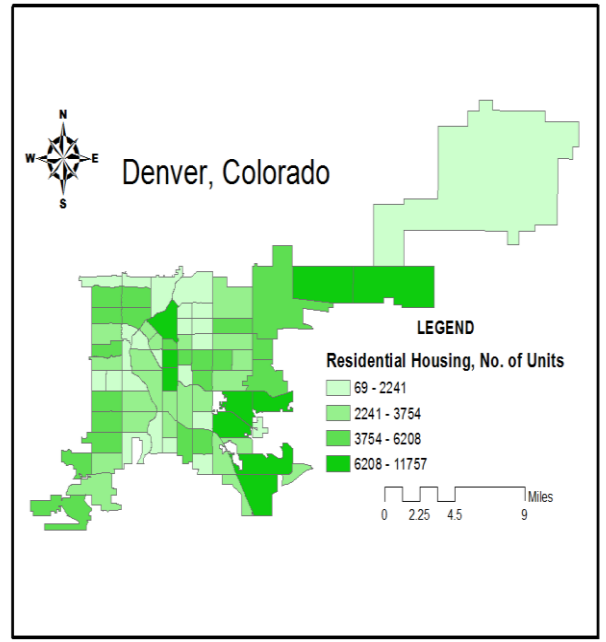 N
W E
S
Denver, Colorado
LEGEND
Residential Housing, No. of Units
69 - 2241
2241 - 3754
3754 - 6208
6208 - 11757
Miles
0 2.25 4.5 9